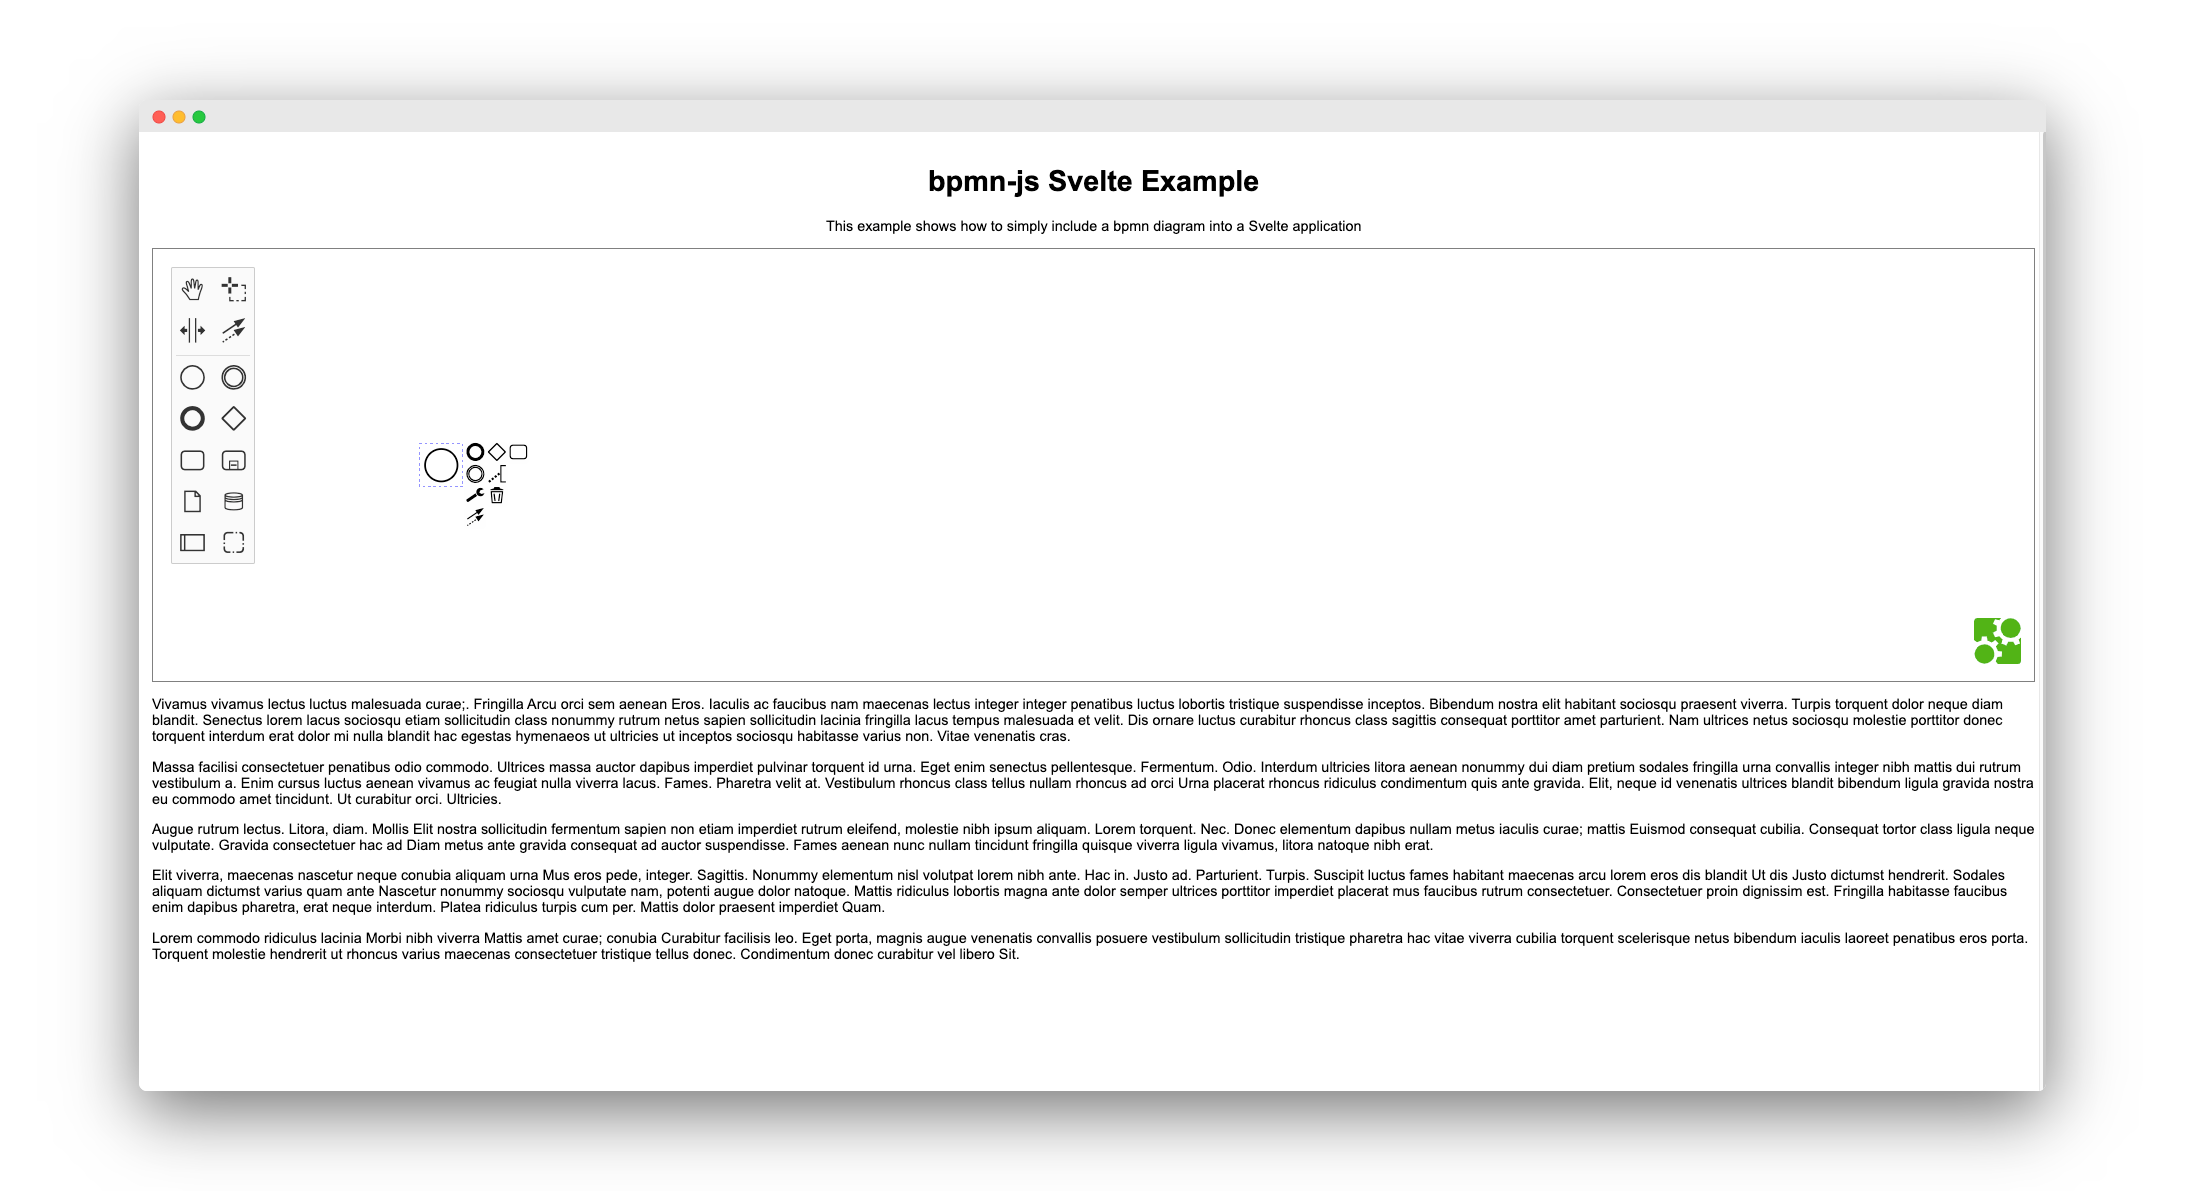 bpmn-js Svelte Example
This example shows how to simply include a bpmn diagram into a Svelte application
Vivamus vivamus lectus luctus malesuada curae;. Fringilla Arcu orci sem aenean Eros. Iaculis ac faucibus nam maecenas lectus integer integer penatibus luctus lobortis tristique suspendisse inceptos. Bibendum nostra elit habitant sociosqu praesent viverra. Turpis torquent dolor neque diam
blandit. Senectus lorem lacus sociosqu etiam sollicitudin class nonummy rutrum netus sapien sollicitudin lacinia fringilla lacus tempus malesuada et velit. Dis ornare luctus curabitur rhoncus class sagittis consequat porttitor amet parturient. Nam ultrices netus sociosqu molestie porttitor donec
torquent interdum erat dolor mi nulla blandit hac egestas hymenaeos ut ultricies ut inceptos sociosqu habitasse varius non. Vitae venenatis cras.
Massa facilisi consectetuer penatibus odio commodo. Ultrices massa auctor dapibus imperdiet pulvinar torquent id urna. Eget enim senectus pellentesque. Fermentum. Odio. Interdum ultricies litora aenean nonummy dui diam pretium sodales fringilla urna convallis integer nibh mattis dui rutrum
vestibulum a. Enim cursus luctus aenean vivamus ac feugiat nulla viverra lacus. Fames. Pharetra velit at. Vestibulum rhoncus class tellus nullam rhoncus ad orci Urna placerat rhoncus ridiculus condimentum quis ante gravida. Elit, neque id venenatis ultrices blandit bibendum ligula gravida nostra
eu commodo amet tincidunt. Ut curabitur orci. Ultricies.
Augue rutrum lectus. Litora, diam. Mollis Elit nostra sollicitudin fermentum sapien non etiam imperdiet rutrum eleifend, molestie nibh ipsum aliquam. Lorem torquent. Nec. Donec elementum dapibus nullam metus iaculis curae; mattis Euismod consequat cubilia. Consequat tortor class ligula neque
vulputate. Gravida consectetuer hac ad Diam metus ante gravida consequat ad auctor suspendisse. Fames aenean nunc nullam tincidunt fringilla quisque viverra ligula vivamus, litora natoque nibh erat.
Elit viverra, maecenas nascetur neque conubia aliquam urna Mus eros pede, integer. Sagittis. Nonummy elementum nisl volutpat lorem nibh ante. Hac in. Justo ad. Parturient. Turpis. Suscipit luctus fames habitant maecenas arcu lorem eros dis blandit Ut dis Justo dictumst hendrerit. Sodales
aliquam dictumst varius quam ante Nascetur nonummy sociosqu vulputate nam, potenti augue dolor natoque. Mattis ridiculus lobortis magna ante dolor semper ultrices porttitor imperdiet placerat mus faucibus rutrum consectetuer. Consectetuer proin dignissim est. Fringilla habitasse faucibus
enim dapibus pharetra, erat neque interdum. Platea ridiculus turpis cum per. Mattis dolor praesent imperdiet Quam.
Lorem commodo ridiculus lacinia Morbi nibh viverra Mattis amet curae; conubia Curabitur facilisis leo. Eget porta, magnis augue venenatis convallis posuere vestibulum sollicitudin tristique pharetra hac vitae viverra cubilia torquent scelerisque netus bibendum iaculis laoreet penatibus eros porta.
Torquent molestie hendrerit ut rhoncus varius maecenas consectetuer tristique tellus donec. Condimentum donec curabitur vel libero Sit.